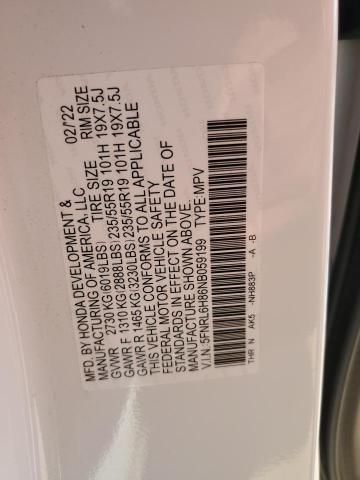 MFD. BY HONDA DEVELOPMENT & 02/'22
MANUFACTURING OF AMERICA, LLC
TIRE SIZE RIM SIZE
GVWR 2730 KG(6019LBS)
GAWR F 1310 KG(2888LBS) 235/55R19 101H 19X7.5J
GAWR R 1465 KG(3230LBS) 235/55R19 101H 19X7.5J
THIS VEHICLE CONFORMS TO ALL APPLICABLE
FEDERAL MOTOR VEHICLE SAFETY
STANDARDS IN EFFECT ON THE DATE OF
V.I.N.: 5FNRL6H86NB059199 TYPE:MPV
THR N AK5 -NH883P -A -B